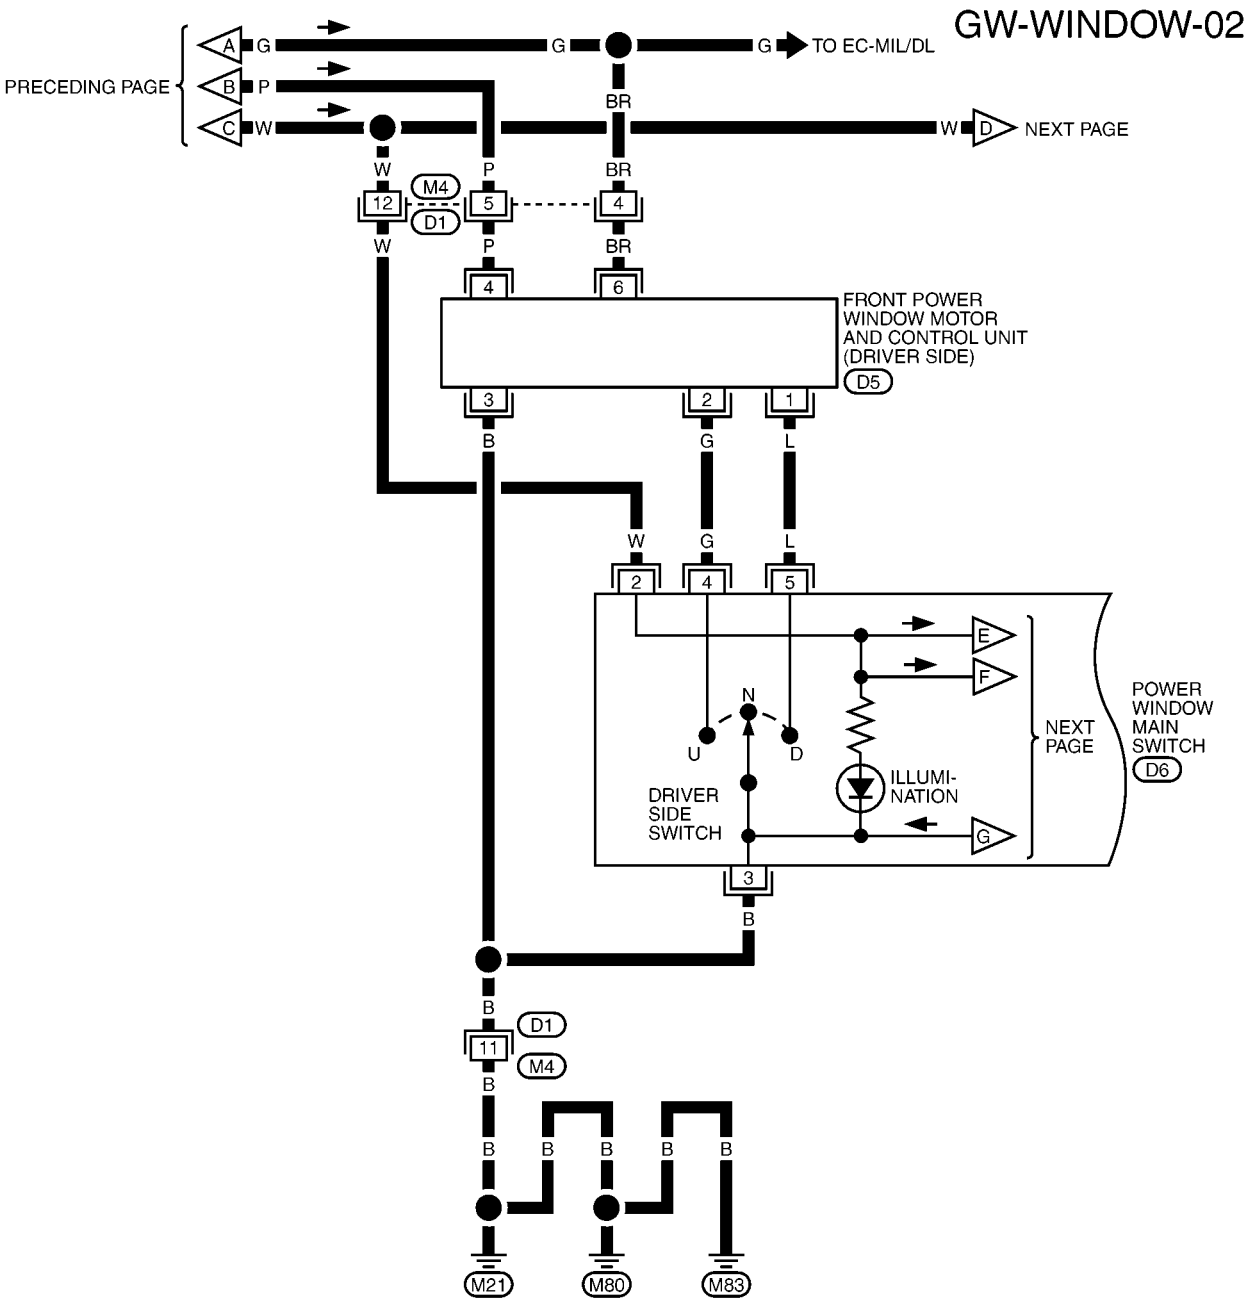 GW-WINDOW-02
PRECEDING PAGE
A G G G TO EC-MIL/DL
B P
BR
C W W D NEXT PAGE
W P BR
M4
12 5 4
D1
W P BR
4 6
FRONT POWER
WINDOW MOTOR
AND CONTROL UNIT
(DRIVER SIDE)
D5
3 2 1
B G L
W G L
2 4 5
E
F
N
U D
NEXT
PAGE
POWER
WINDOW
MAIN
SWITCH
D6
ILLUMI-
NATION
DRIVER
SIDE
SWITCH
G
3
B
B
D1
11
M4
B
B B B B B
M21 M80 M83